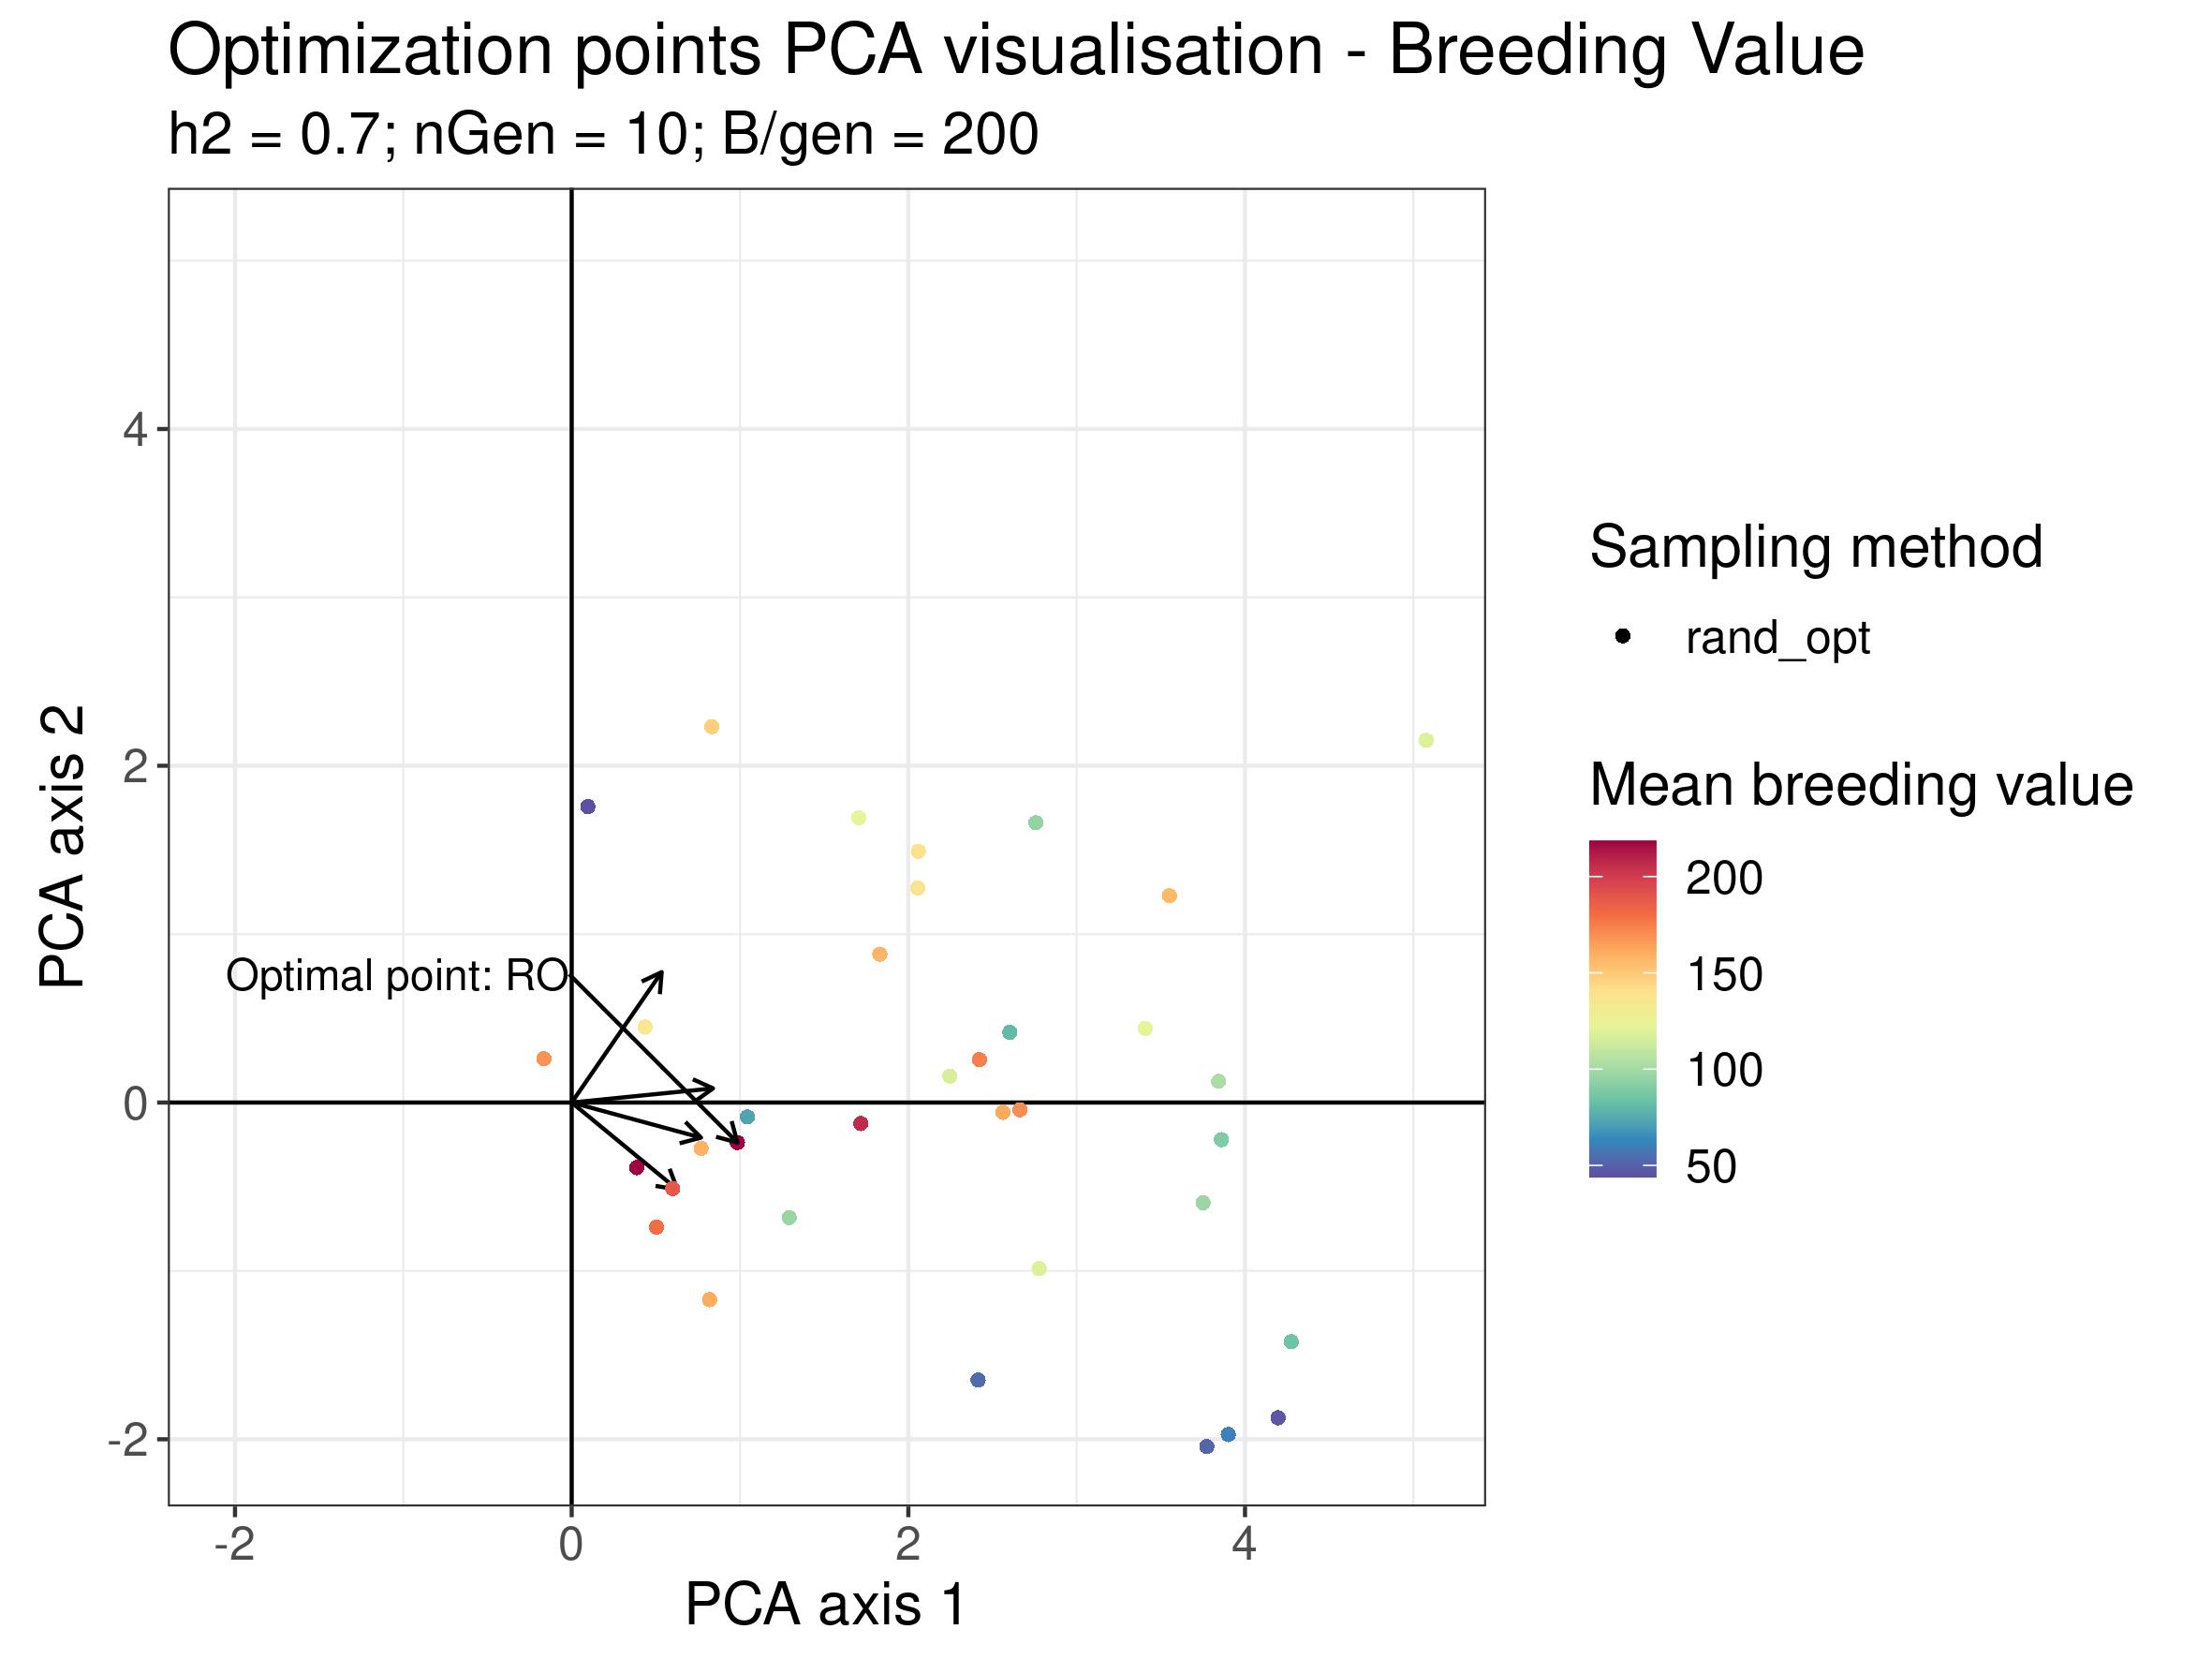 Optimization points PCA visualisation - Breeding Value
h2 = 0.7; nGen = 10; B/gen = 200
PCA axis 2
4
2
0
-2
Optimal point: RO
-2
0
2
4
PCA axis 1
Sampling method
rand_opt
Mean breeding value
200
150
100
50